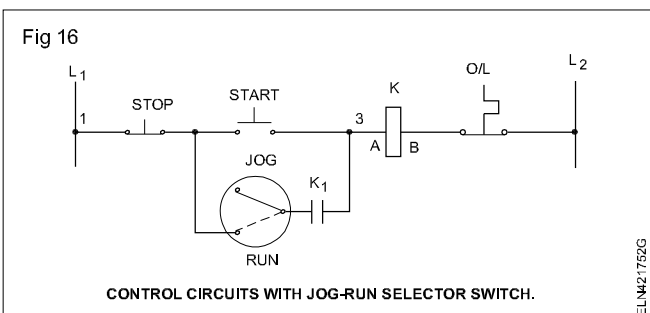 Fig 16
L1
L2
O/L
K
START
STOP
1
3
A
B
JOG
K1
RUN
CONTROL CIRCUITS WITH JOG-RUN SELECTOR SWITCH.
ELN421752G